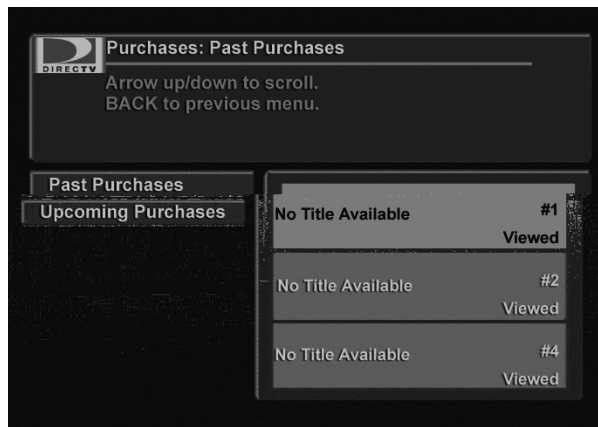 DIRECTV
Purchases: Past Purchases
Arrow up/down to scroll.
BACK to previous menu.
Past Purchases
Upcoming Purchases
No Title Available #1
Viewed
No Title Available #2
Viewed
No Title Available #4
Viewed